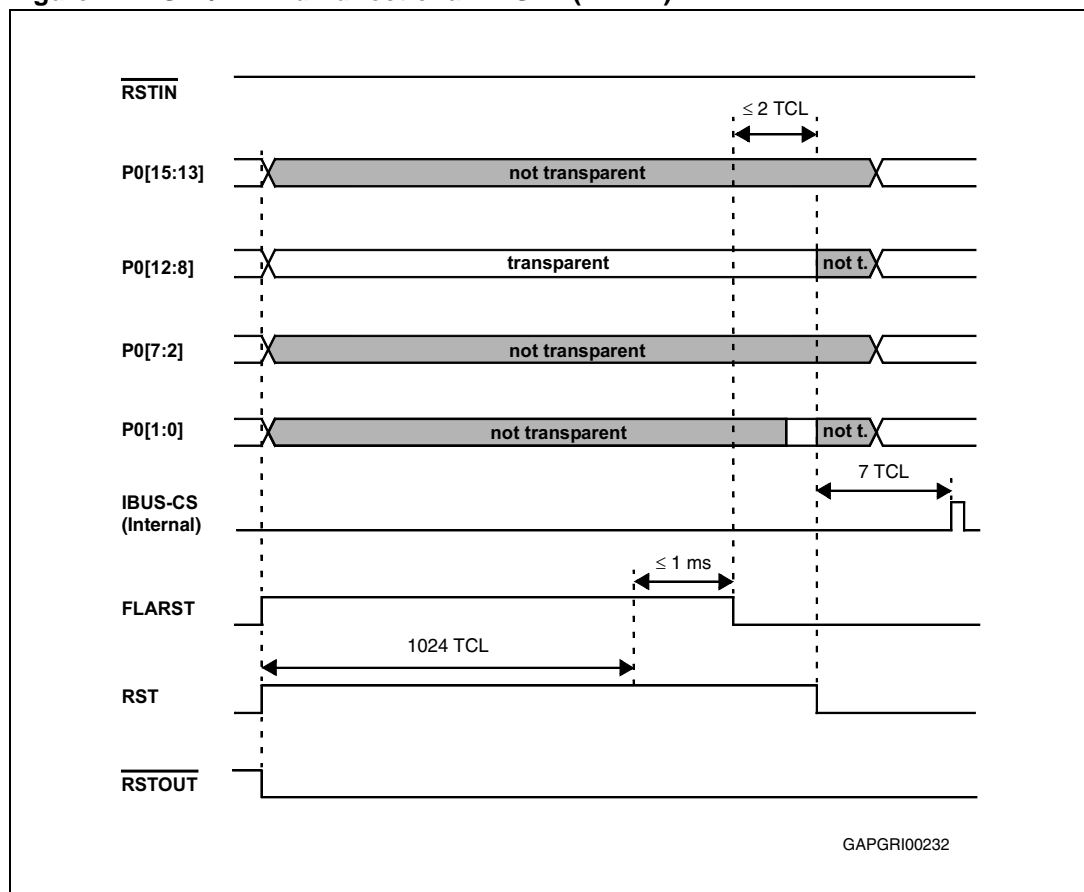 RSTIN
≤ 2 TCL
P0[15:13]
not transparent
P0[12:8]
transparent
not t.
P0[7:2]
not transparent
P0[1:0]
not transparent
not t.
7 TCL
IBUS-CS
(Internal)
≤ 1 ms
FLARST
1024 TCL
RST
RSTOUT
GAPGRI00232